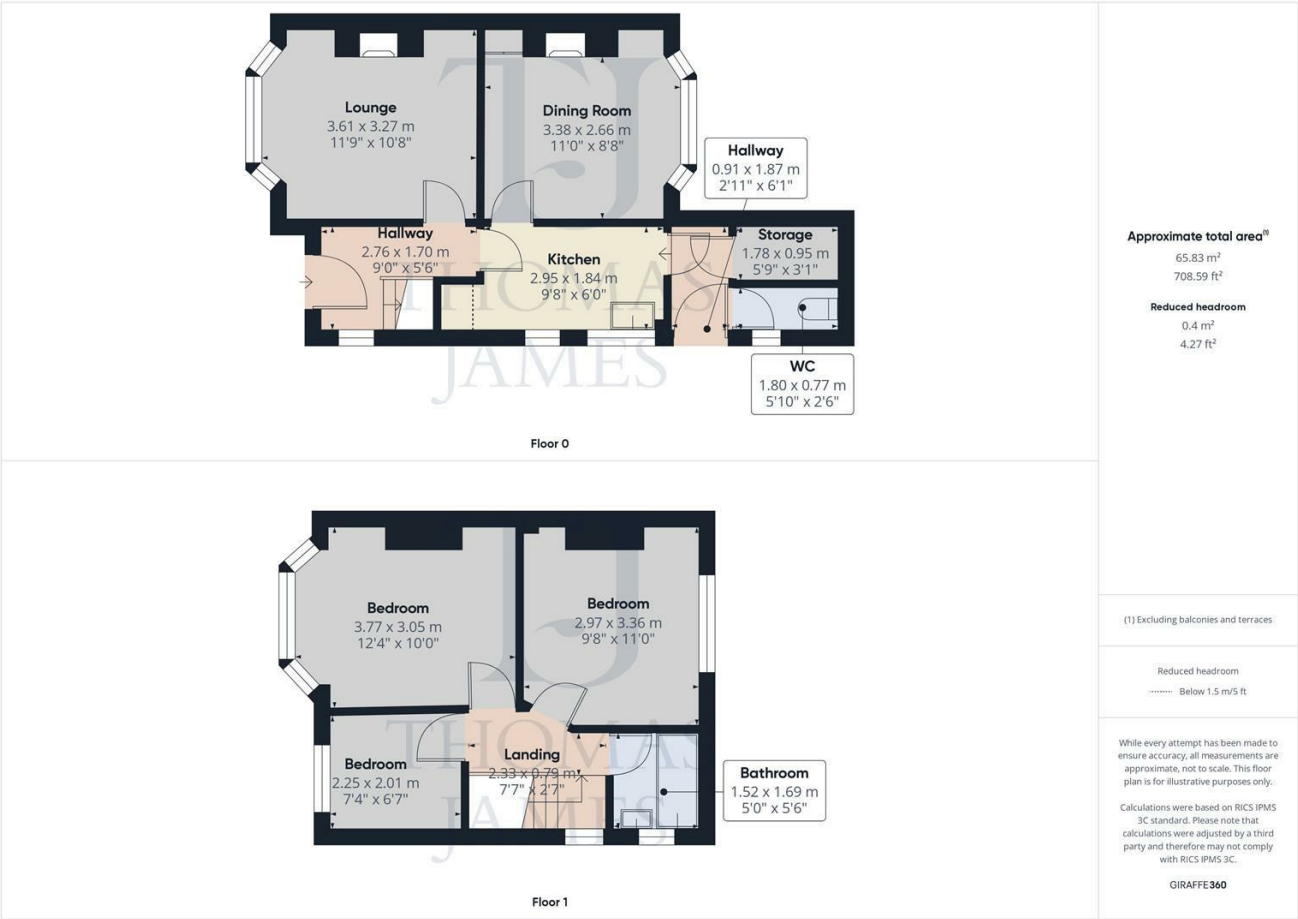 Lounge
3.61 x 3.27 m
11'9" x 10'8"
Dining Room
3.38 x 2.66 m
11'0" x 8'8"
Hallway
0.91 x 1.87 m
2'11" x 6'1"
Hallway
2.76 x 1.70 m
9'0" x 5'6"
Kitchen
2.95 x 1.84 m
9'8" x 6'0"
Storage
1.78 x 0.95 m
5'9" x 3'1"
WC
1.80 x 0.77 m
5'10" x 2'6"
TJ
THOMAS
JAMES
Floor 0
Bedroom
3.77 x 3.05 m
12'4" x 10'0"
Bedroom
2.97 x 3.36 m
9'8" x 11'0"
Bedroom
2.25 x 2.01 m
7'4" x 6'7"
Landing
2.33 x 0.79 m
7'7" x 2'7"
Bathroom
1.52 x 1.69 m
5'0" x 5'6"
TJ
THOMAS
JAMES
Floor 1
Approximate total area(1)
65.83 m²
708.59 ft²
Reduced headroom
0.4 m²
4.27 ft²
(1) Excluding balconies and terraces
Reduced headroom
Below 1.5 m/5 ft
While every attempt has been made to
ensure accuracy, all measurements are
approximate, not to scale. This floor
plan is for illustrative purposes only.
Calculations were based on RICS IPMS
3C standard. Please note that
calculations were adjusted by a third
party and therefore may not comply
with RICS IPMS 3C.
GIRAFFE360